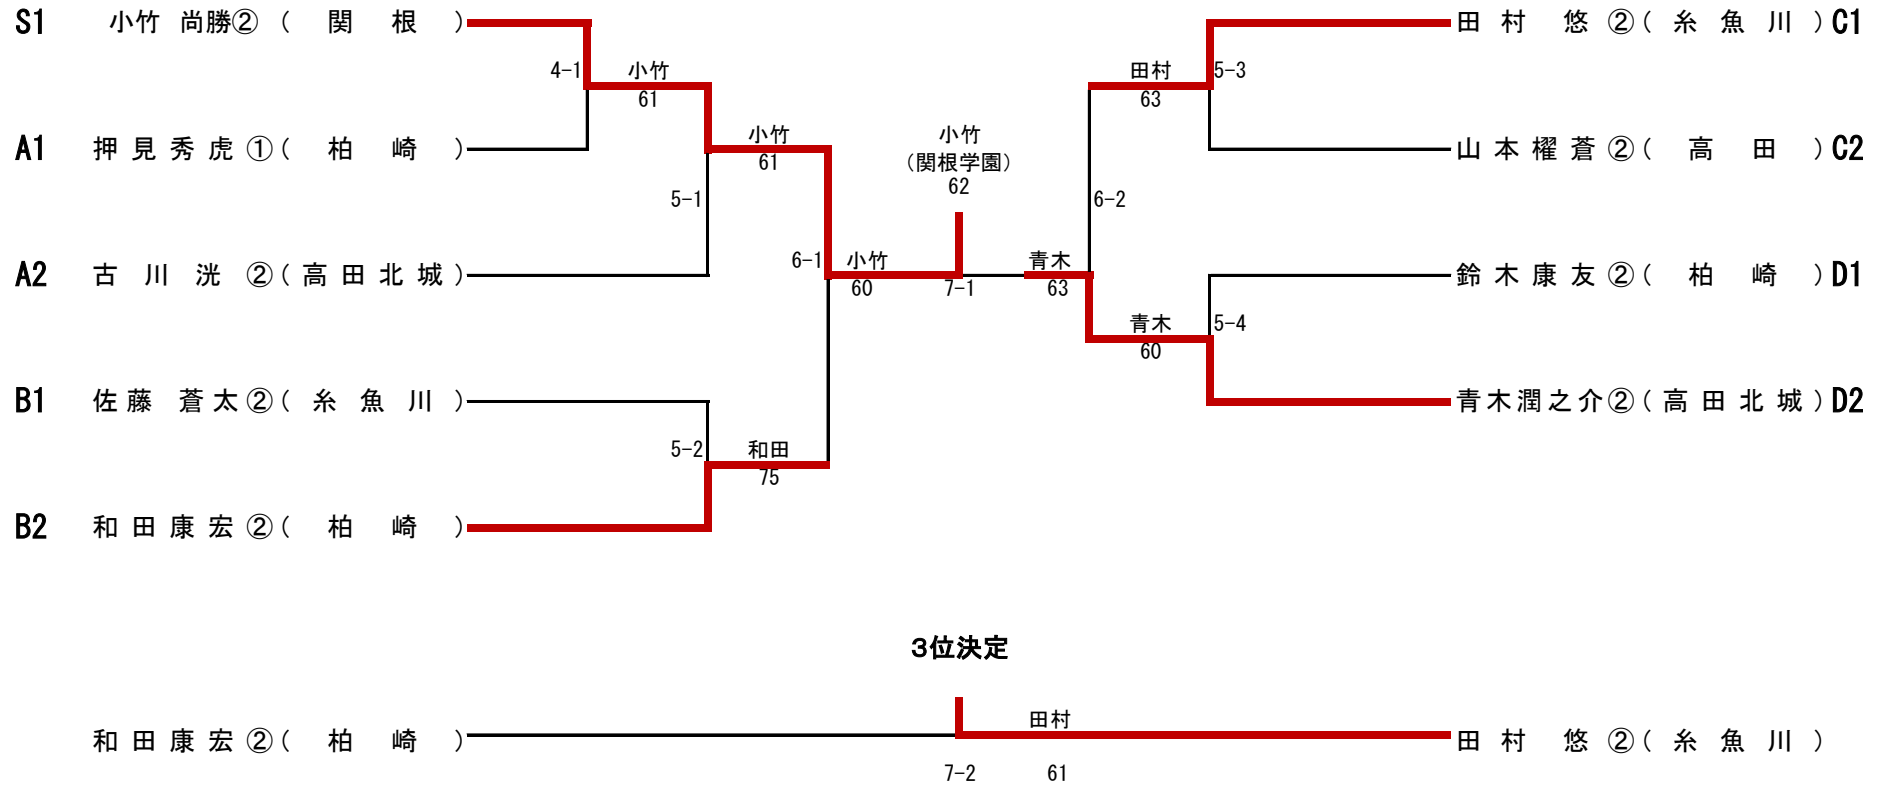 S1 小竹 尚勝② ( 関 根 )
田 村 悠 ② ( 糸 魚 川 ) C1
4-1 小竹
61
田村 5-3
63
A1 押 見 秀 虎 ① ( 柏 崎 )
小竹
61
小竹
(関根学園)
62
山 本 櫂 蒼 ② ( 高 田 ) C2
5-1
6-2
A2 古 川 洸 ② ( 高 田 北 城 )
6-1 小竹
60
7-1
青木
63
鈴 木 康 友 ② ( 柏 崎 ) D1
青木 5-4
60
B1 佐 藤 蒼 太 ② ( 糸 魚 川 )
青 木 潤 之 介 ② ( 高 田 北 城 ) D2
5-2 和田
75
B2 和 田 康 宏 ② ( 柏 崎 )
3位決定
田村
和 田 康 宏 ② ( 柏 崎 )
田 村 悠 ② ( 糸 魚 川 )
7-2 61